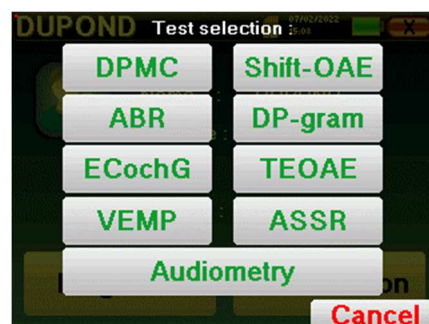 DUPOND Test selection : 07/02/2022
15:03
DPMC Shift-OAE
ABR DP-gram
ECochG TEOAE
VEMP ASSR
Audiometry
Cancel